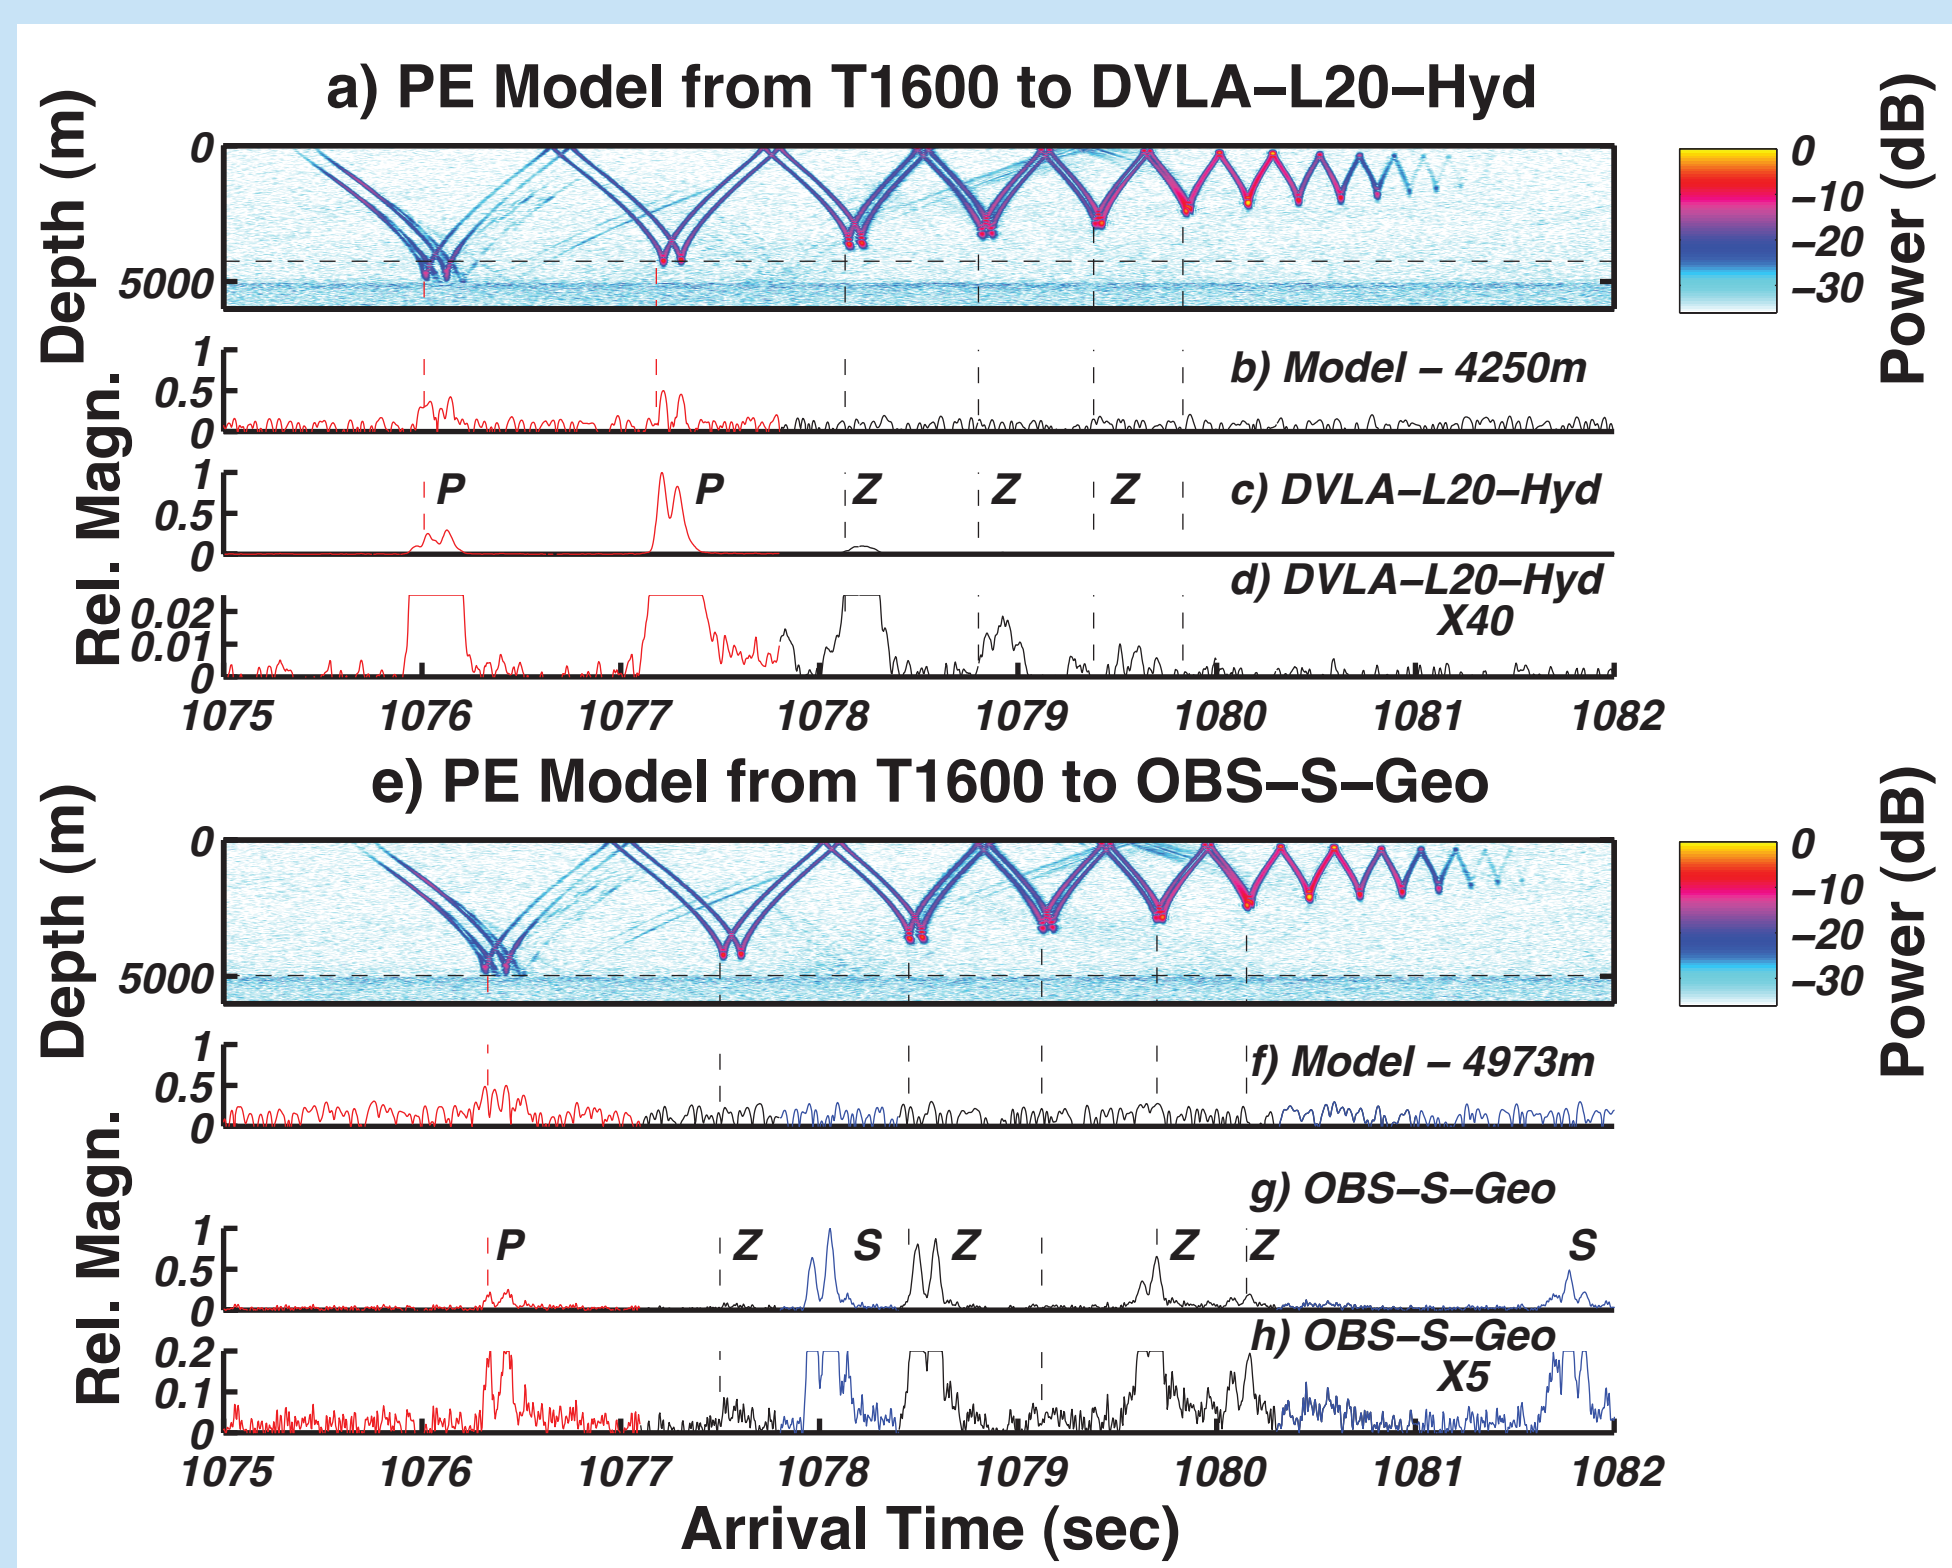 a) PE Model from T1600 to DVLA–L20–Hyd
Depth (m)
0
5000
0
–10
–20
–30
Power (dB)
Rel. Magn.
1
0.5
0
b) Model – 4250m
1
0.5
0
P P Z Z Z
c) DVLA–L20–Hyd
0.02
0.01
0
d) DVLA–L20–Hyd
X40
1075 1076 1077 1078 1079 1080 1081 1082
e) PE Model from T1600 to OBS–S–Geo
Depth (m)
0
5000
0
–10
–20
–30
Power (dB)
Rel. Magn.
1
0.5
0
f) Model – 4973m
g) OBS–S–Geo
1
0.5
0
P Z S Z Z Z S
h) OBS–S–Geo
X5
0.2
0.1
0
1075 1076 1077 1078 1079 1080 1081 1082
Arrival Time (sec)